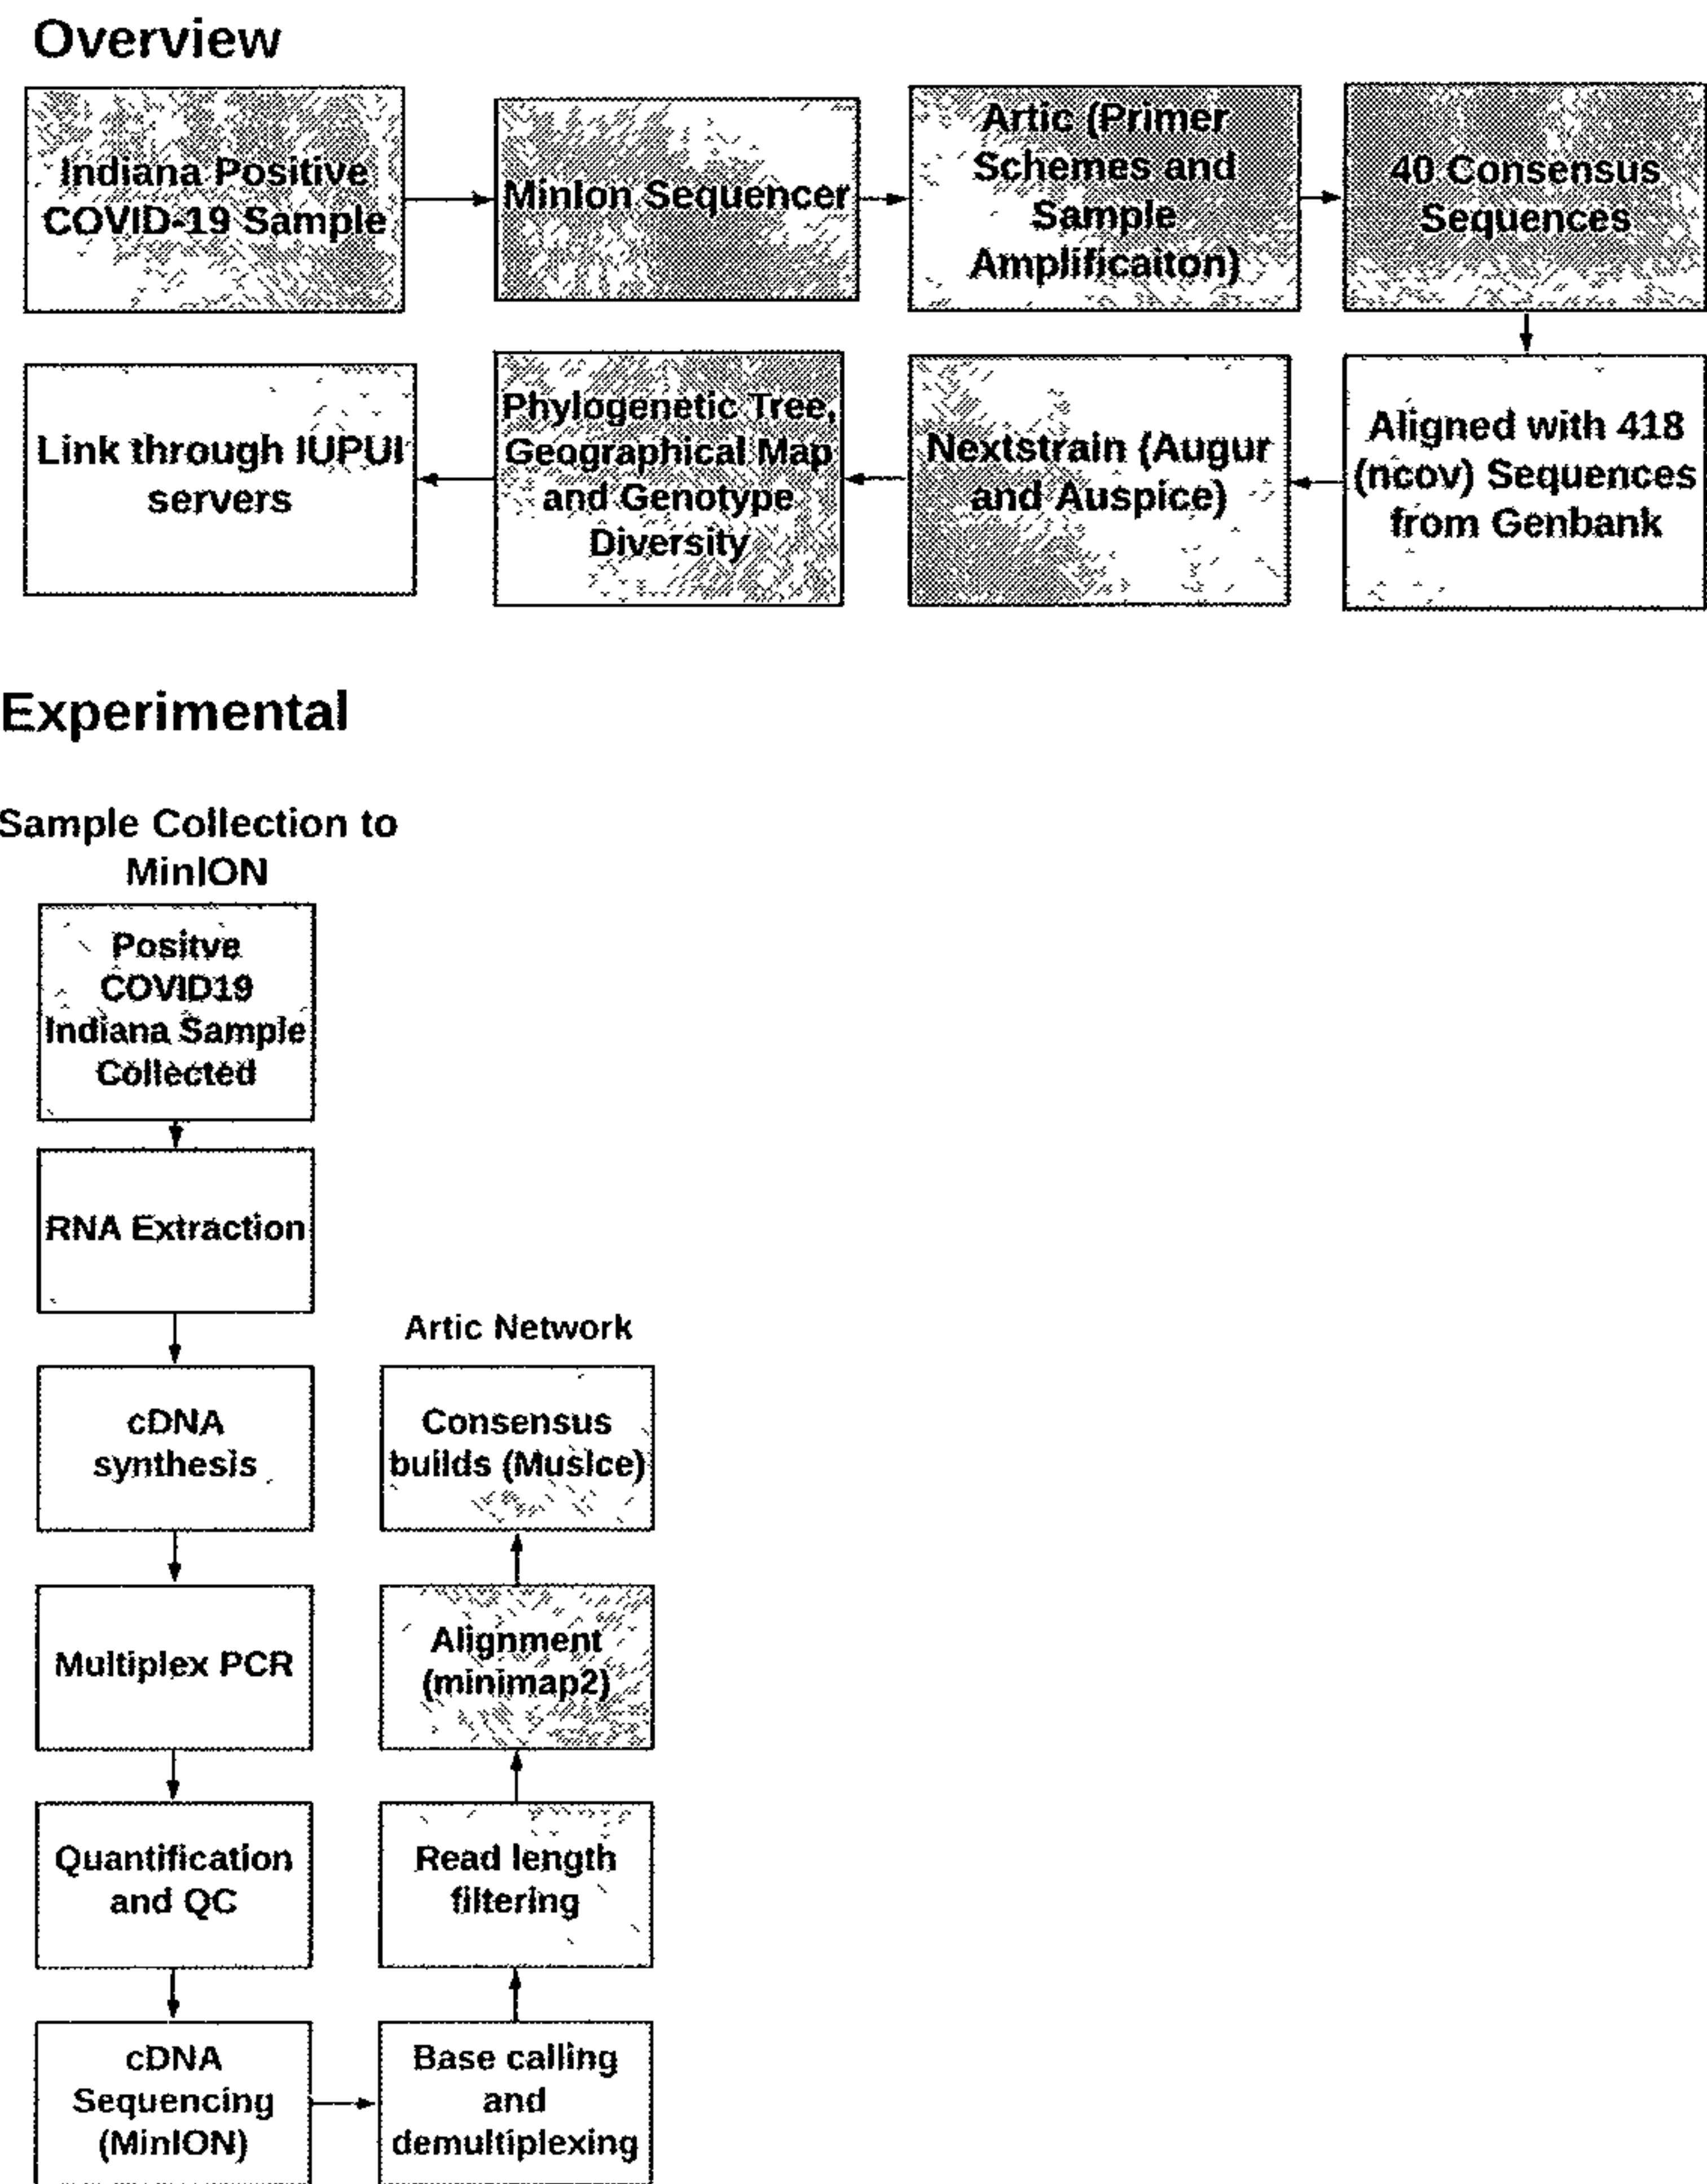 Overview
Indiana Positive
COVID-19 Sample
MinIon Sequencer
Artic (Primer
Schemes and
Sample
Amplificaiton)
40 Consensus
Sequences
Link through IUPUI
servers
Phylogenetic Tree,
Geographical Map
and Genotype
Diversity
Nextstrain (Augur
and Auspice)
Aligned with 418
(ncov) Sequences
from Genbank
Experimental
Sample Collection to
MinION
Positve
COVID19
Indiana Sample
Collected
RNA Extraction
cDNA
synthesis
Multiplex PCR
Quantification
and QC
cDNA
Sequencing
(MinION)
Artic Network
Consensus
builds (Muslce)
Alignment
(minimap2)
Read length
filtering
Base calling
and
demultiplexing